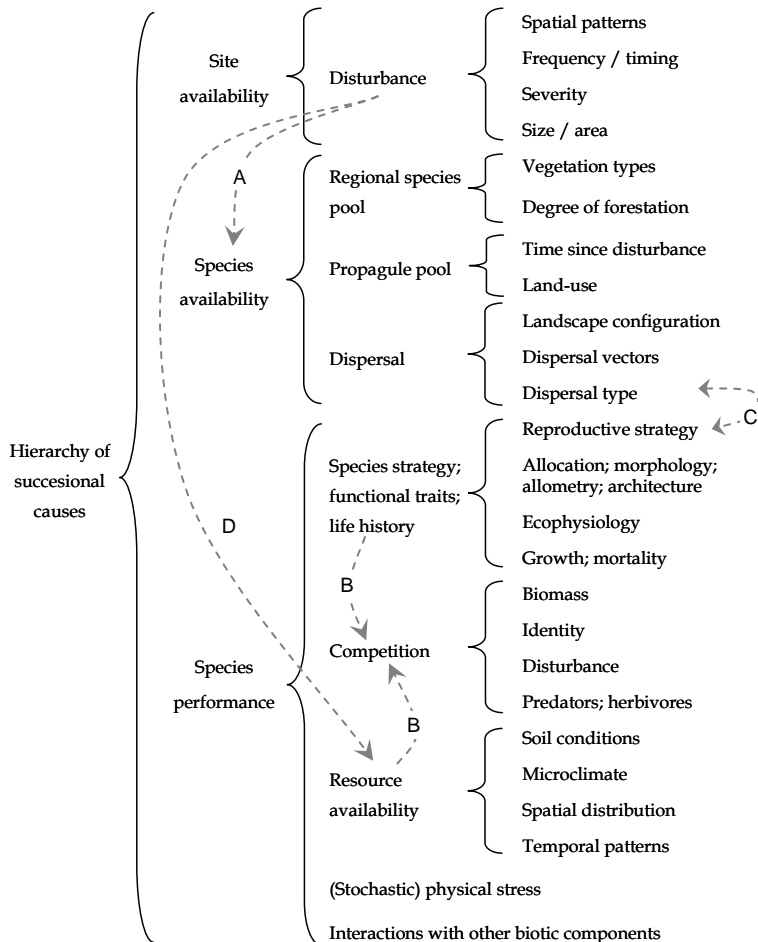 Hierarchy of
succesional
causes
Site
availability
Disturbance
Spatial patterns
Frequency / timing
Severity
Size / area
A
Species
availability
Regional species
pool
Vegetation types
Degree of forestation
Propagule pool
Time since disturbance
Land-use
Dispersal
Landscape configuration
Dispersal vectors
Dispersal type
C
D
Species
performance
Species strategy;
functional traits;
life history
Reproductive strategy
Allocation; morphology;
allometry; architecture
Ecophysiology
Growth; mortality
B
Competition
Biomass
Identity
Disturbance
Predators; herbivores
B
Resource
availability
Soil conditions
Microclimate
Spatial distribution
Temporal patterns
(Stochastic) physical stress
Interactions with other biotic components